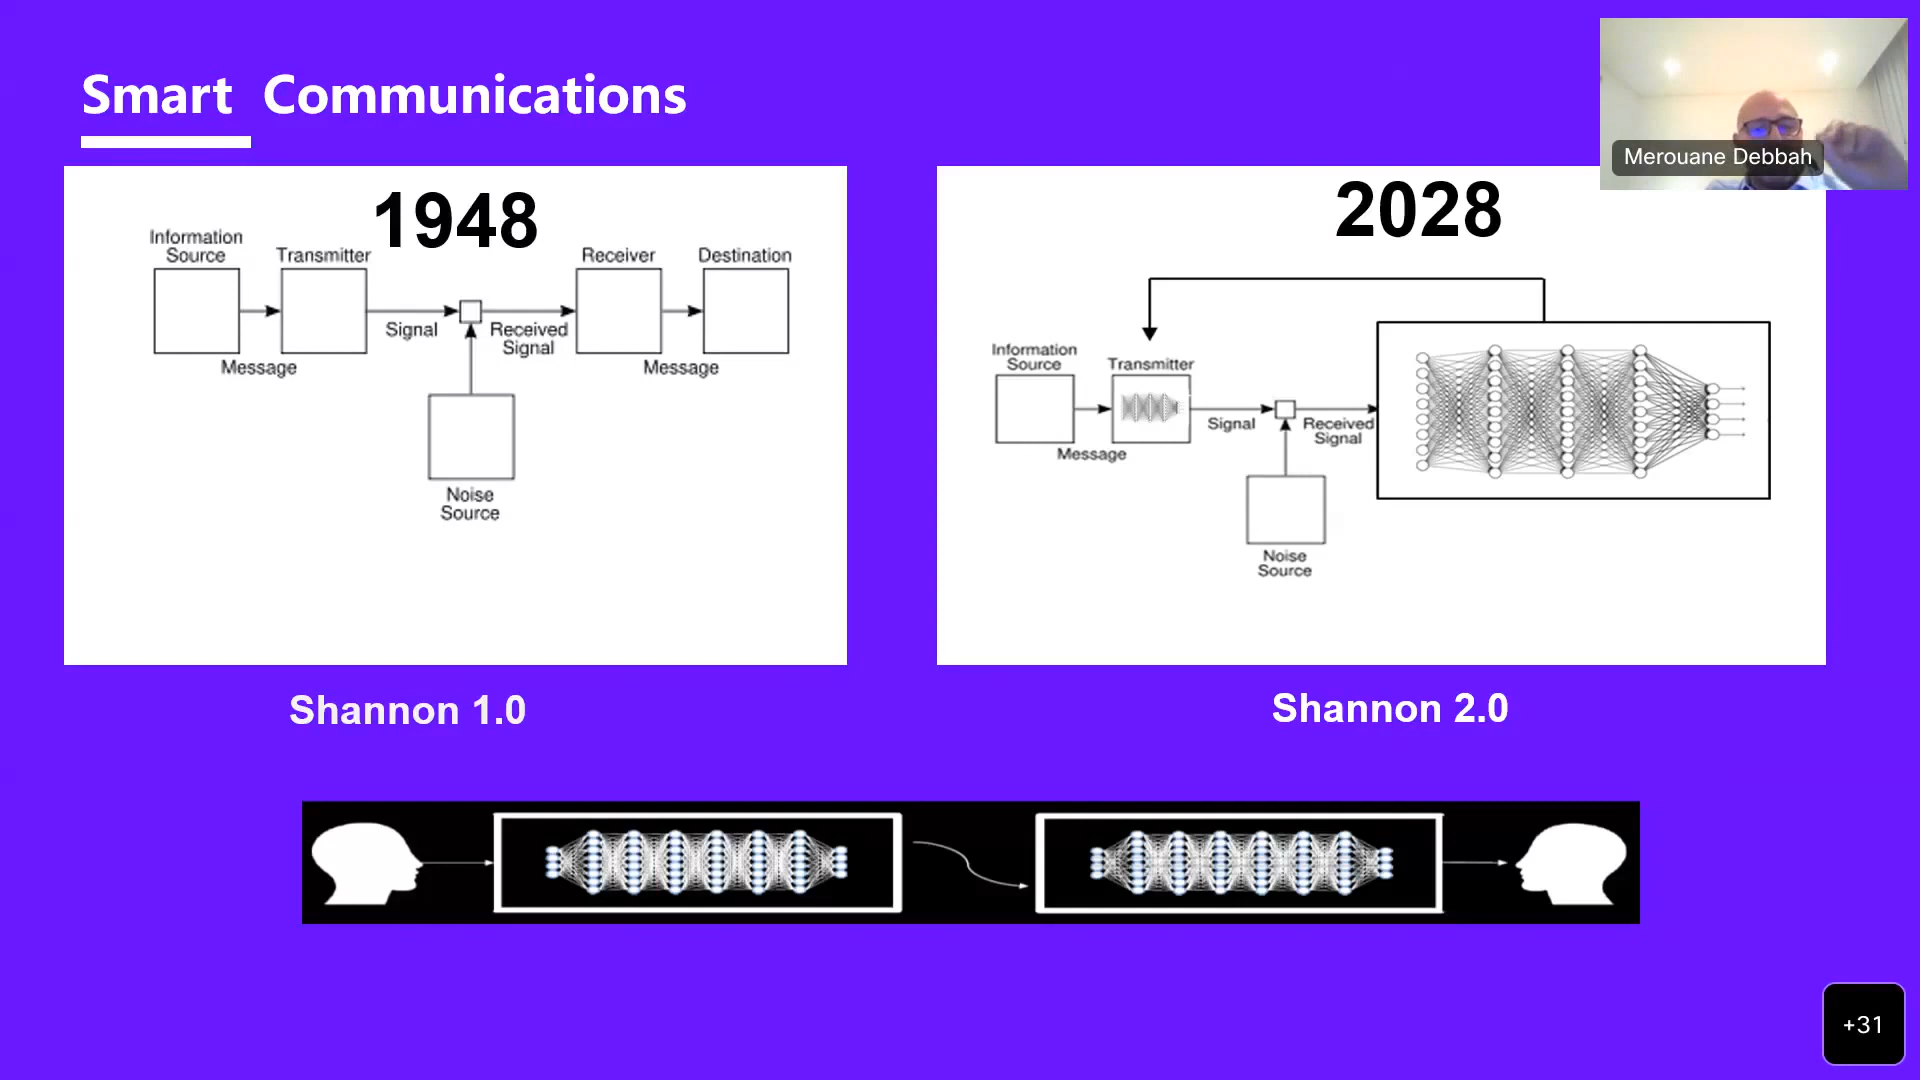 Smart Communications
Merouane Debbah
1948
Information
Source
Transmitter
Receiver
Destination
Signal
Received
Signal
Message
Message
Noise
Source
2028
Information
Source
Transmitter
Signal
Received
Signal
Message
Noise
Source
Shannon 1.0
Shannon 2.0
+31